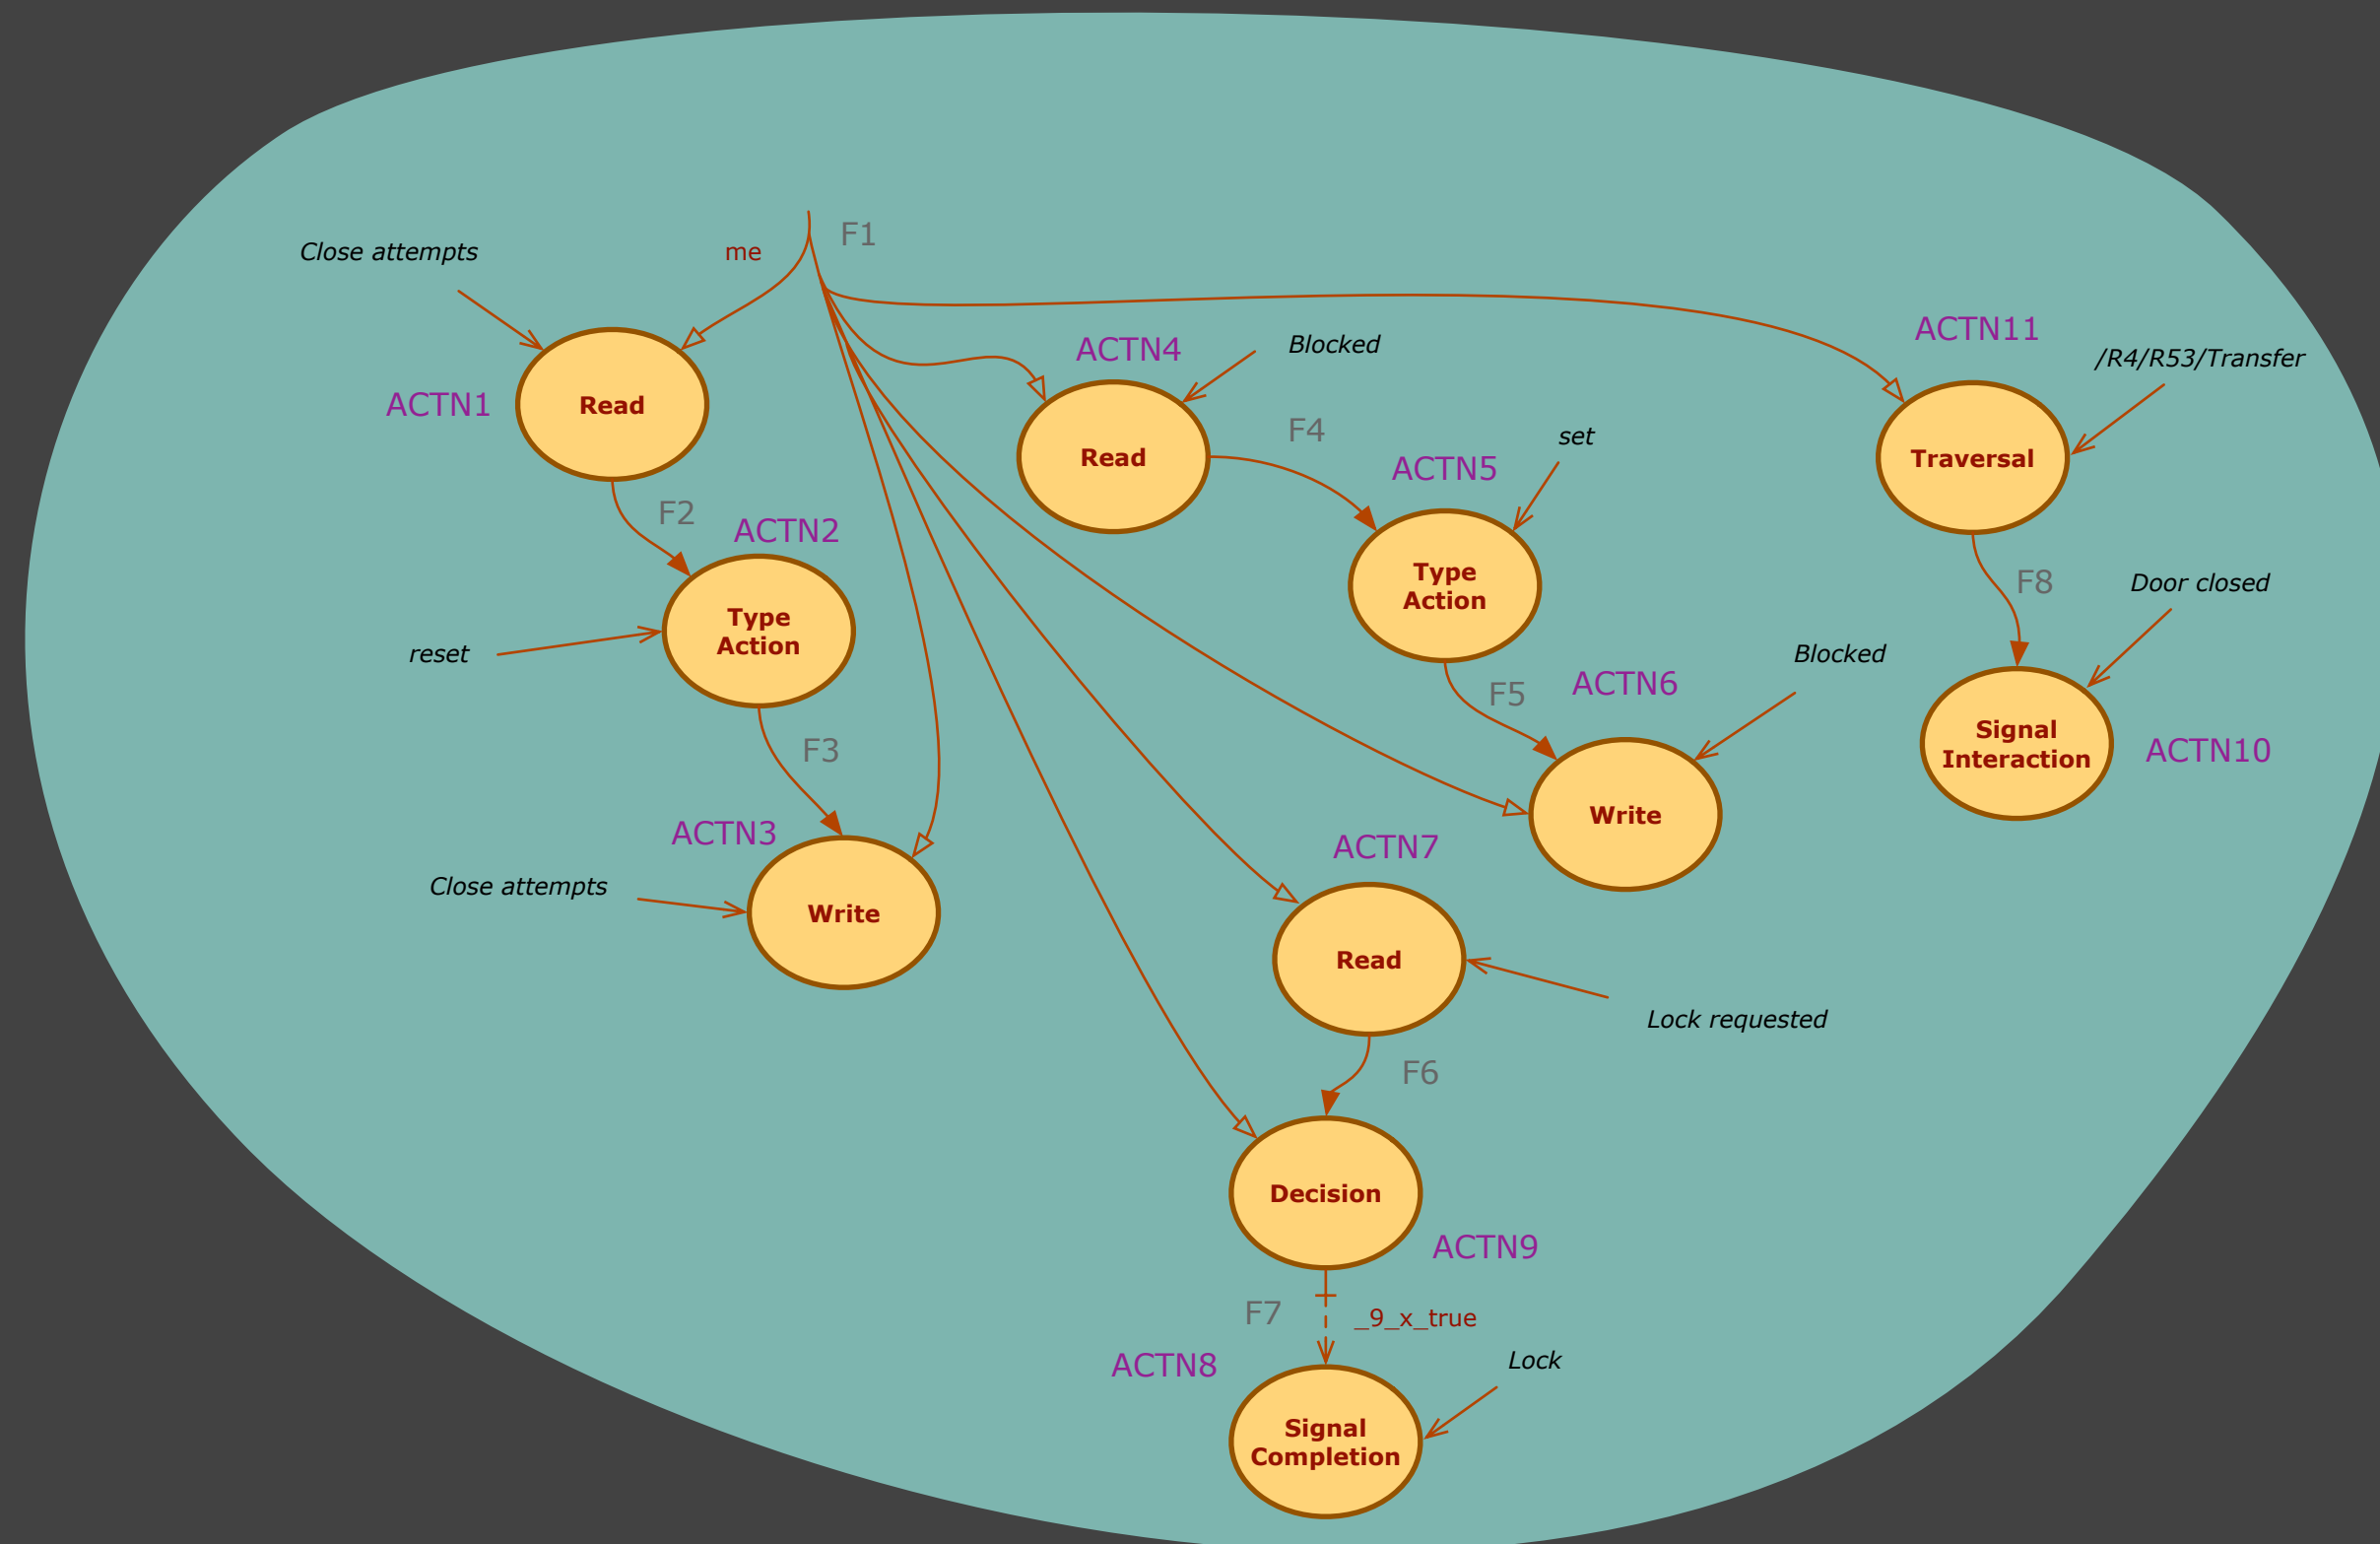 F1
me
Close attempts
ACTN1
Read
F2
ACTN2
Type
Action
reset
F3
ACTN3
Close attempts
Write
ACTN4
Blocked
Read
F4
ACTN5
set
Type
Action
F5
ACTN6
Blocked
Write
ACTN7
Read
Lock requested
F6
Decision
ACTN9
F7
_9_x_true
ACTN8
Lock
Signal
Completion
ACTN11
/R4/R53/Transfer
Traversal
F8
Door closed
Signal
Interaction
ACTN10